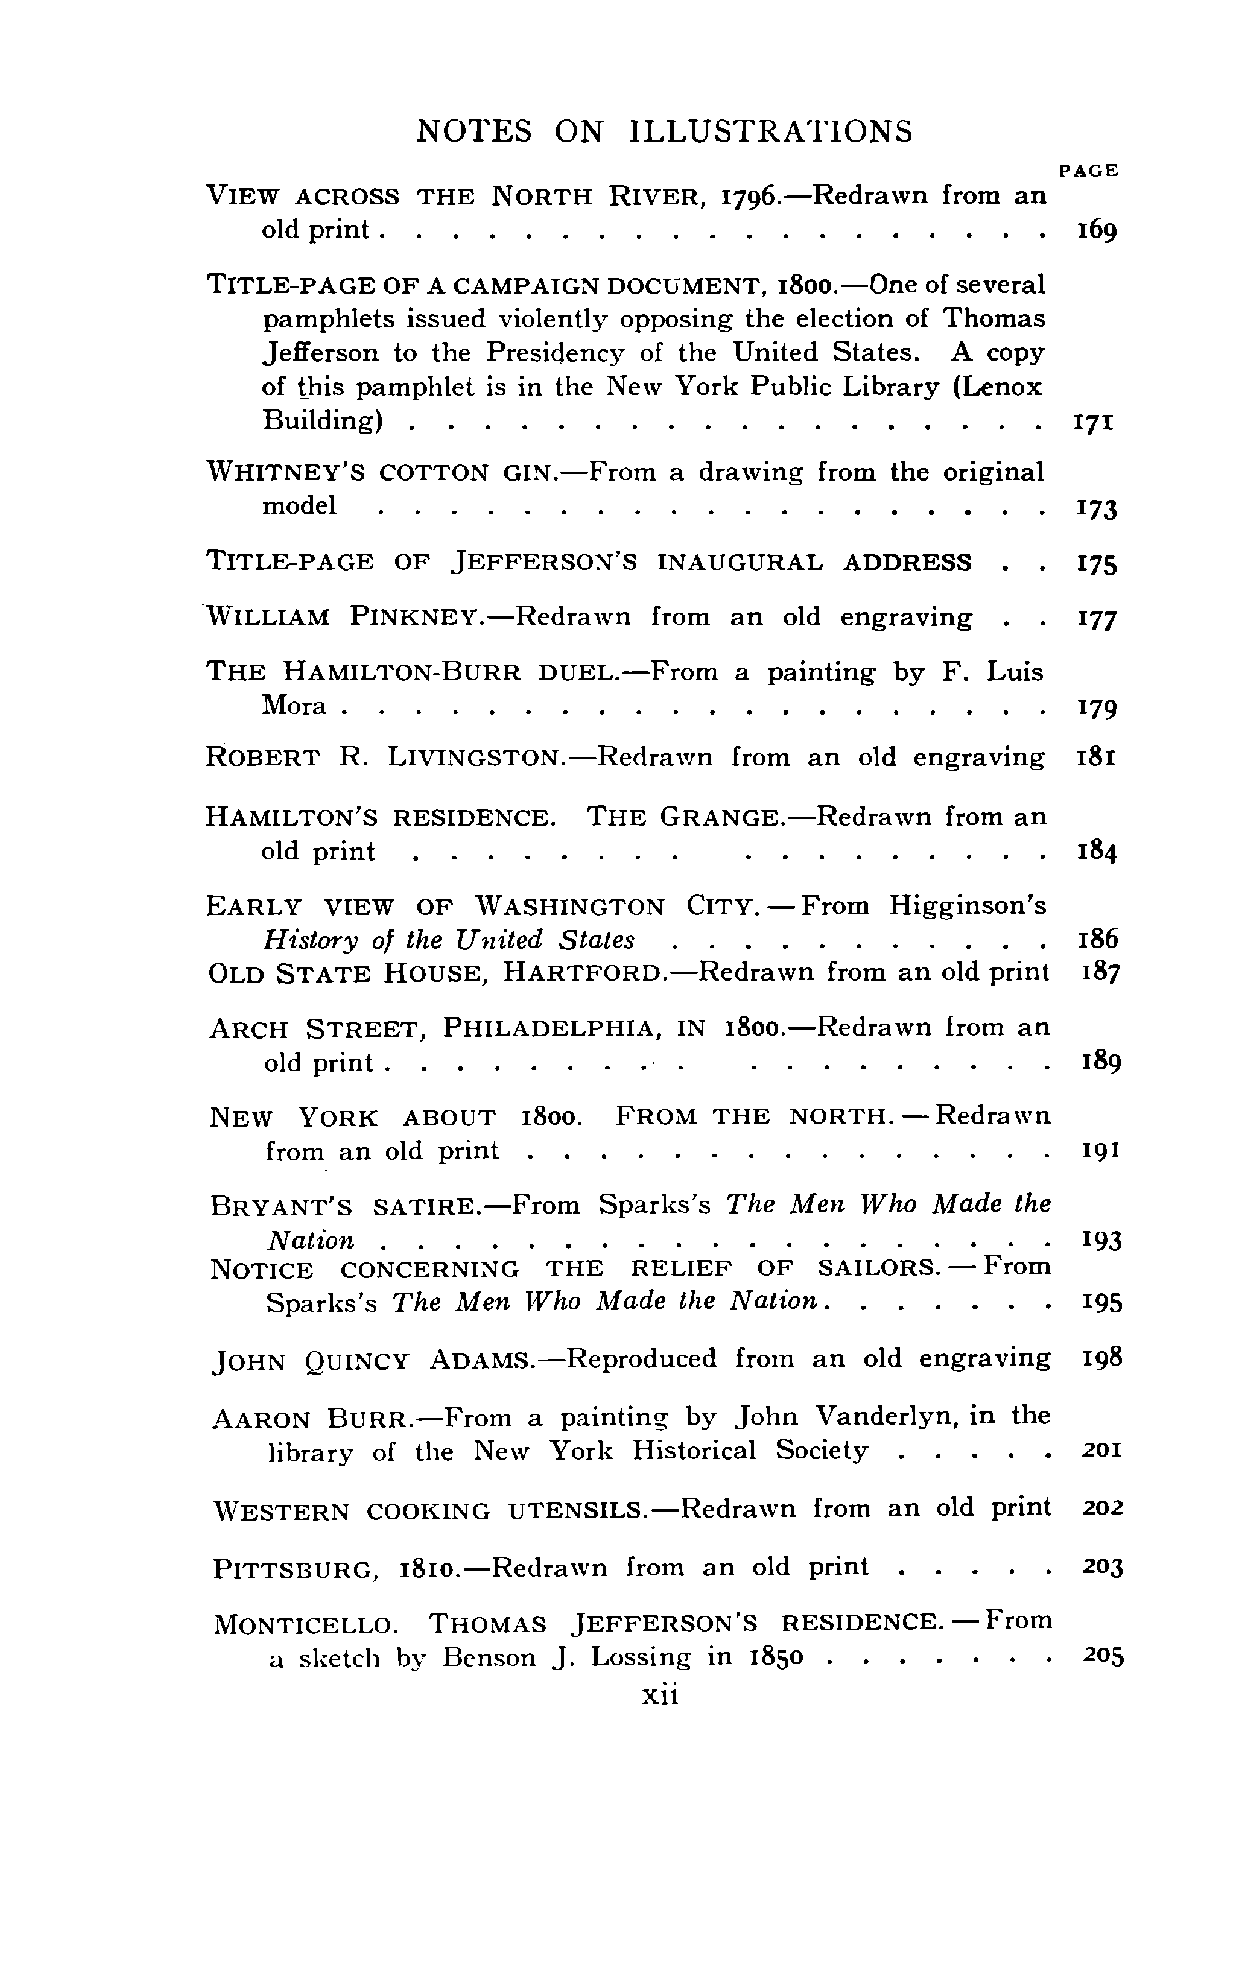 NOTES ON ILLUSTRATIONS
PAGE
VIEW ACROSS THE NORTH RIVER, 1796.—Redrawn from an
old print . . . . . . . . . . . . . . . . . . . 169
TITLE-PAGE OF A CAMPAIGN DOCUMENT, 1800.—One of several
pamphlets issued violently opposing the election of Thomas
Jefferson to the Presidency of the United States. A copy
of this pamphlet is in the New York Public Library (Lenox
Building) . . . . . . . . . . . . . . . . . . 171
WHITNEY'S COTTON GIN.—From a drawing from the original
model . . . . . . . . . . . . . . . . . . . 173
TITLE-PAGE OF JEFFERSON'S INAUGURAL ADDRESS . . 175
WILLIAM PINKNEY.—Redrawn from an old engraving . . 177
THE HAMILTON-BURR DUEL.—From a painting by F. Luis
Mora . . . . . . . . . . . . . . . . . . . . 179
ROBERT R. LIVINGSTON.—Redrawn from an old engraving 181
HAMILTON'S RESIDENCE. THE GRANGE.—Redrawn from an
old print . . . . . . . . . . . . . . . . . 184
EARLY VIEW OF WASHINGTON CITY.—From Higginson's
History of the United States . . . . . . . . . . . 186
OLD STATE HOUSE, HARTFORD.—Redrawn from an old print 187
ARCH STREET, PHILADELPHIA, IN 1800.—Redrawn from an
old print . . . . . . . . . . . . . . . . . . 189
NEW YORK ABOUT 1800. FROM THE NORTH.—Redrawn
from an old print . . . . . . . . . . . . . . . 191
BRYANT'S SATIRE.—From Sparks's The Men Who Made the
Nation . . . . . . . . . . . . . . . . . . . 193
NOTICE CONCERNING THE RELIEF OF SAILORS.—From
Sparks's The Men Who Made the Nation . . . . . . . 195
JOHN QUINCY ADAMS.—Reproduced from an old engraving 198
AARON BURR.—From a painting by John Vanderlyn, in the
library of the New York Historical Society . . . . . 201
WESTERN COOKING UTENSILS.—Redrawn from an old print 202
PITTSBURG, 1810.—Redrawn from an old print . . . . . 203
MONTICELLO. THOMAS JEFFERSON'S RESIDENCE.—From
a sketch by Benson J. Lossing in 1850 . . . . . . . 205
xii